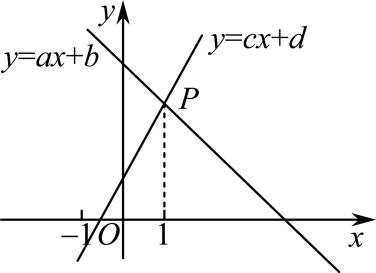 y
y=cx+d
y=ax+b
P
−1 O 1 x